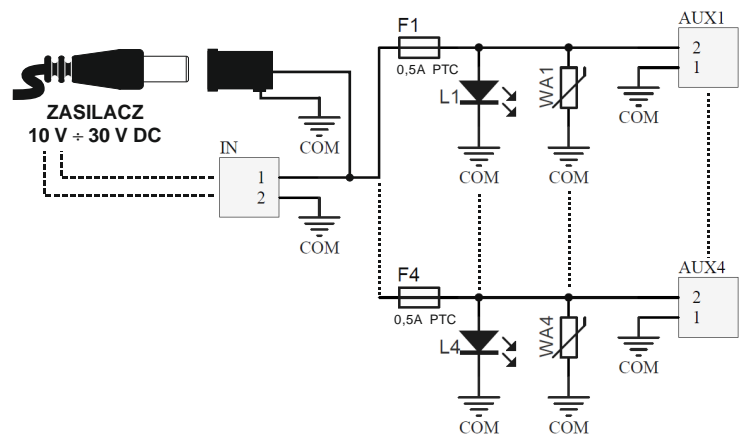 F1
0,5A PTC
L1
COM
WA1
COM
AUX1
2
1
COM
COM
ZASILACZ
10 V ÷ 30 V DC
IN
1
2
COM
F4
0,5A PTC
L4
COM
WA4
COM
AUX4
2
1
COM